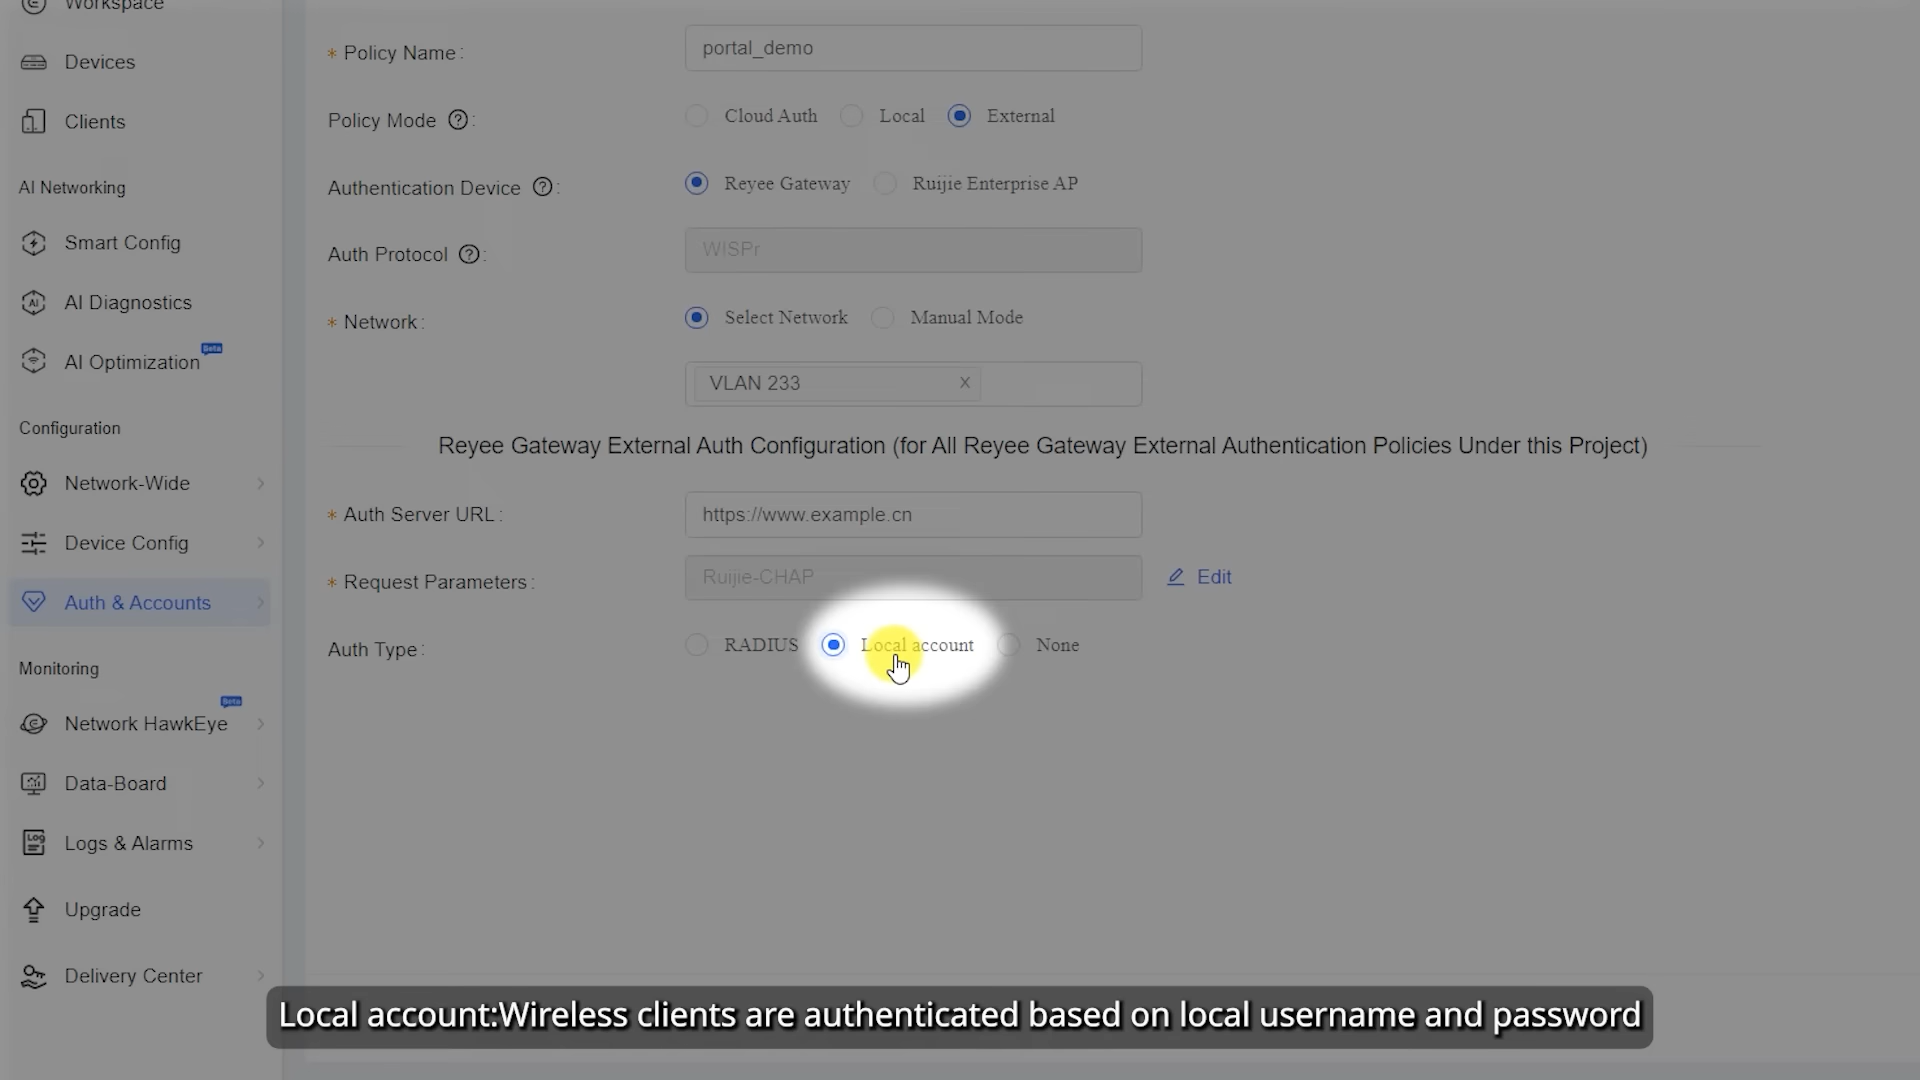 Workspace
Devices
Clients
AI Networking
Smart Config
AI Diagnostics
AI Optimization Beta
Configuration
Network-Wide
Device Config
Auth & Accounts
Monitoring
Network HawkEye Beta
Data-Board
Logs & Alarms
Upgrade
Delivery Center
* Policy Name: portal_demo
Policy Mode ?: Cloud Auth Local External
Authentication Device ?: Reyee Gateway Ruijie Enterprise AP
Auth Protocol ?: WISPr
* Network: Select Network Manual Mode
VLAN 233 x
Reyee Gateway External Auth Configuration (for All Reyee Gateway External Authentication Policies Under this Project)
* Auth Server URL: https://www.example.cn
* Request Parameters: Ruijie-CHAP Edit
Auth Type: RADIUS Local account None
Local account:Wireless clients are authenticated based on local username and password